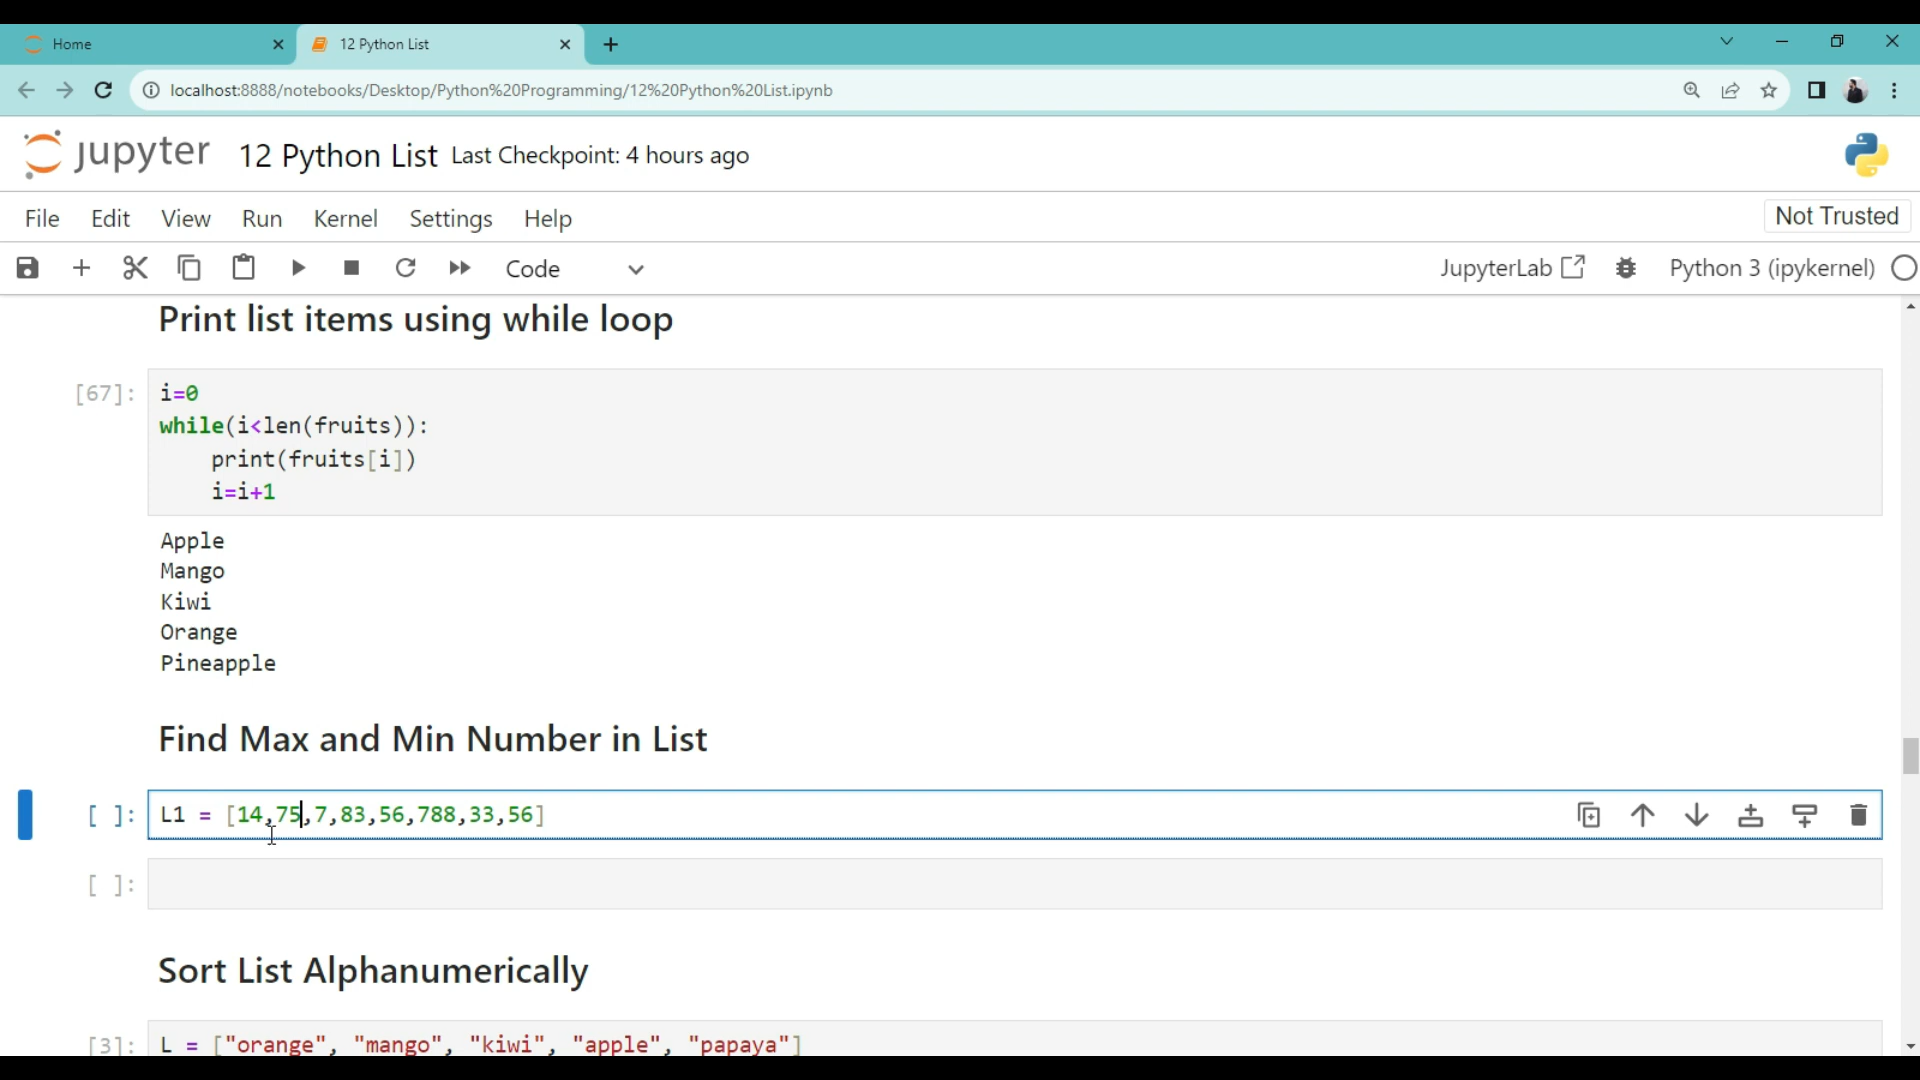 Home
12 Python List
localhost:8888/notebooks/Desktop/Python%20Programming/12%20Python%20List.ipynb
jupyter 12 Python List Last Checkpoint: 4 hours ago
File Edit View Run Kernel Settings Help Not Trusted
Code JupyterLab Python 3 (ipykernel)
Print list items using while loop
[67]: i=0
while(i<len(fruits)):
    print(fruits[i])
    i=i+1
Apple
Mango
Kiwi
Orange
Pineapple
Find Max and Min Number in List
[ ]: L1 = [14,75,7,83,56,788,33,56]
[ ]:
Sort List Alphanumerically
[3]: L = ["orange", "mango", "kiwi", "apple", "papaya"]